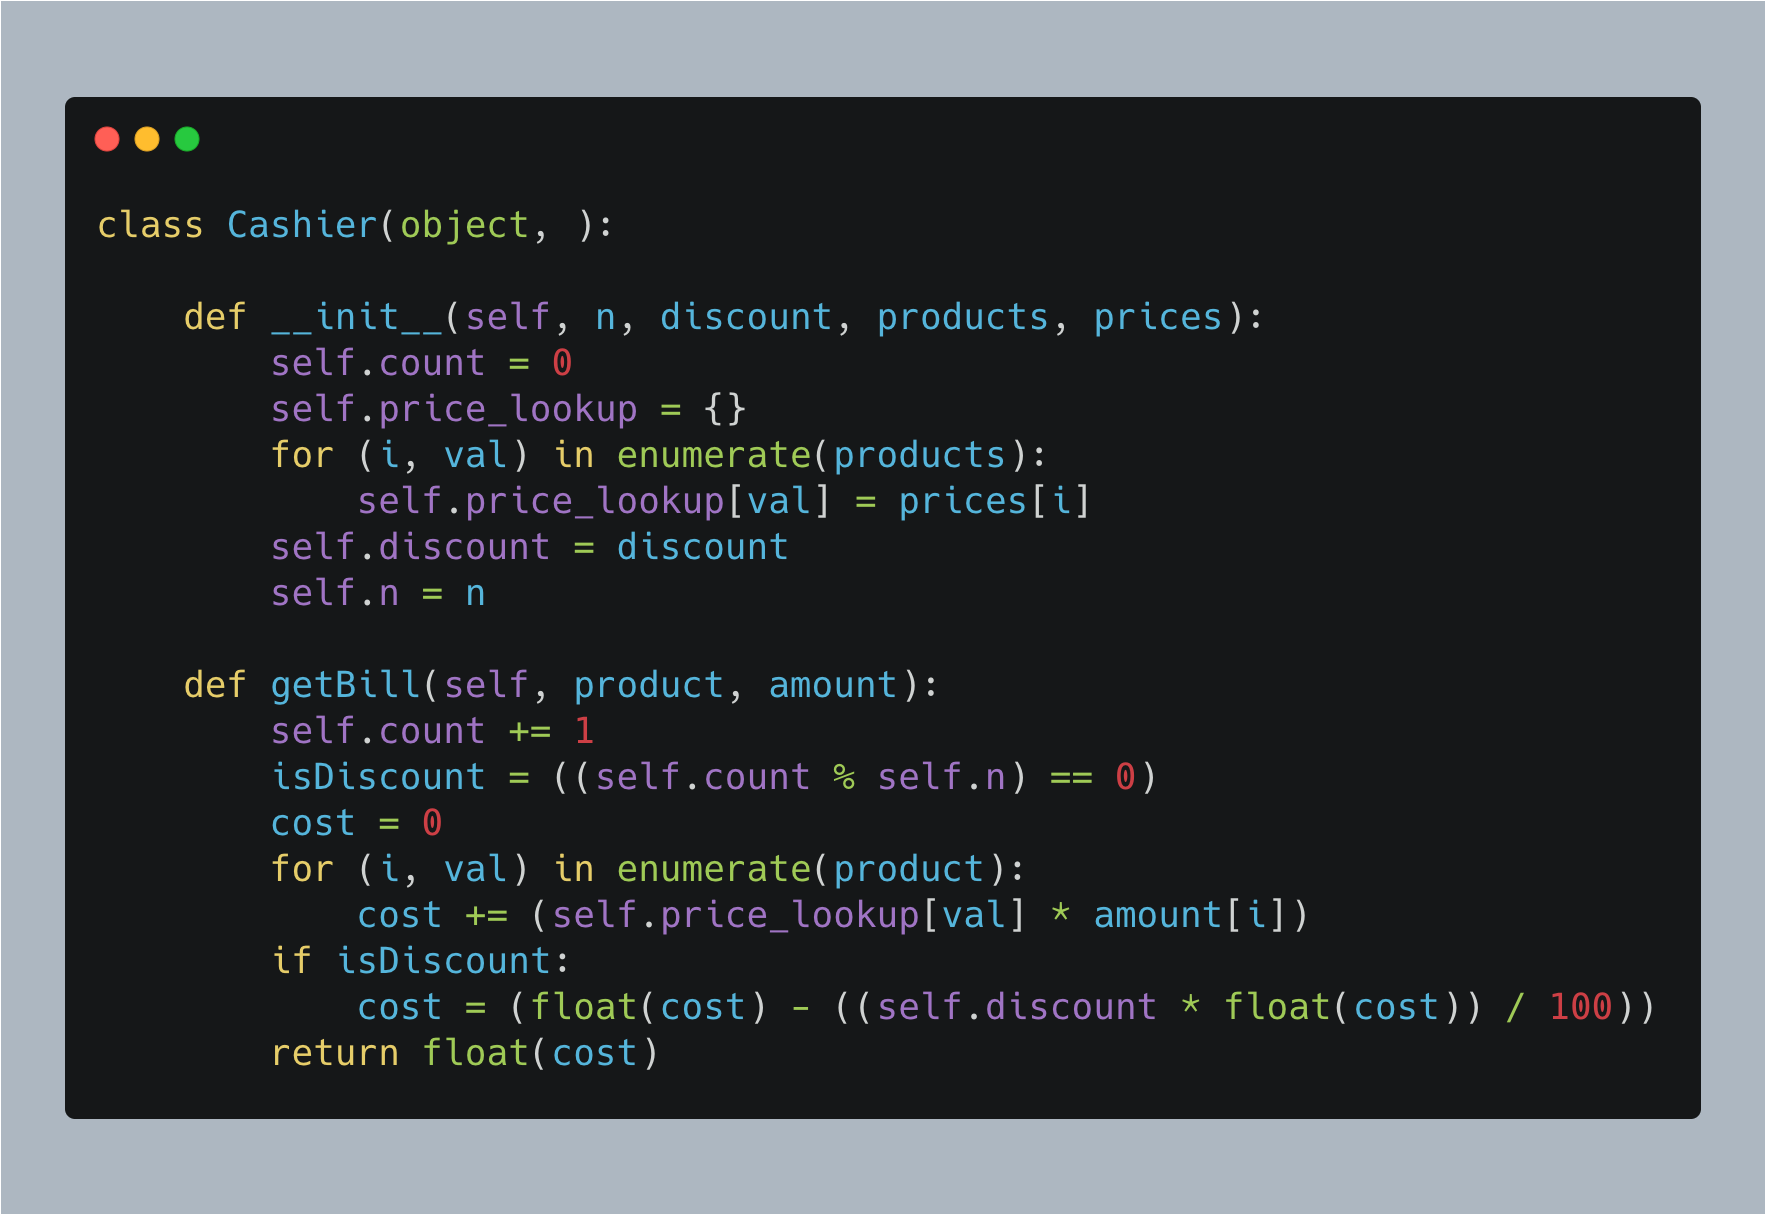 class Cashier(object, ):

    def __init__(self, n, discount, products, prices):
        self.count = 0
        self.price_lookup = {}
        for (i, val) in enumerate(products):
            self.price_lookup[val] = prices[i]
        self.discount = discount
        self.n = n

    def getBill(self, product, amount):
        self.count += 1
        isDiscount = ((self.count % self.n) == 0)
        cost = 0
        for (i, val) in enumerate(product):
            cost += (self.price_lookup[val] * amount[i])
        if isDiscount:
            cost = (float(cost) - ((self.discount * float(cost)) / 100))
        return float(cost)